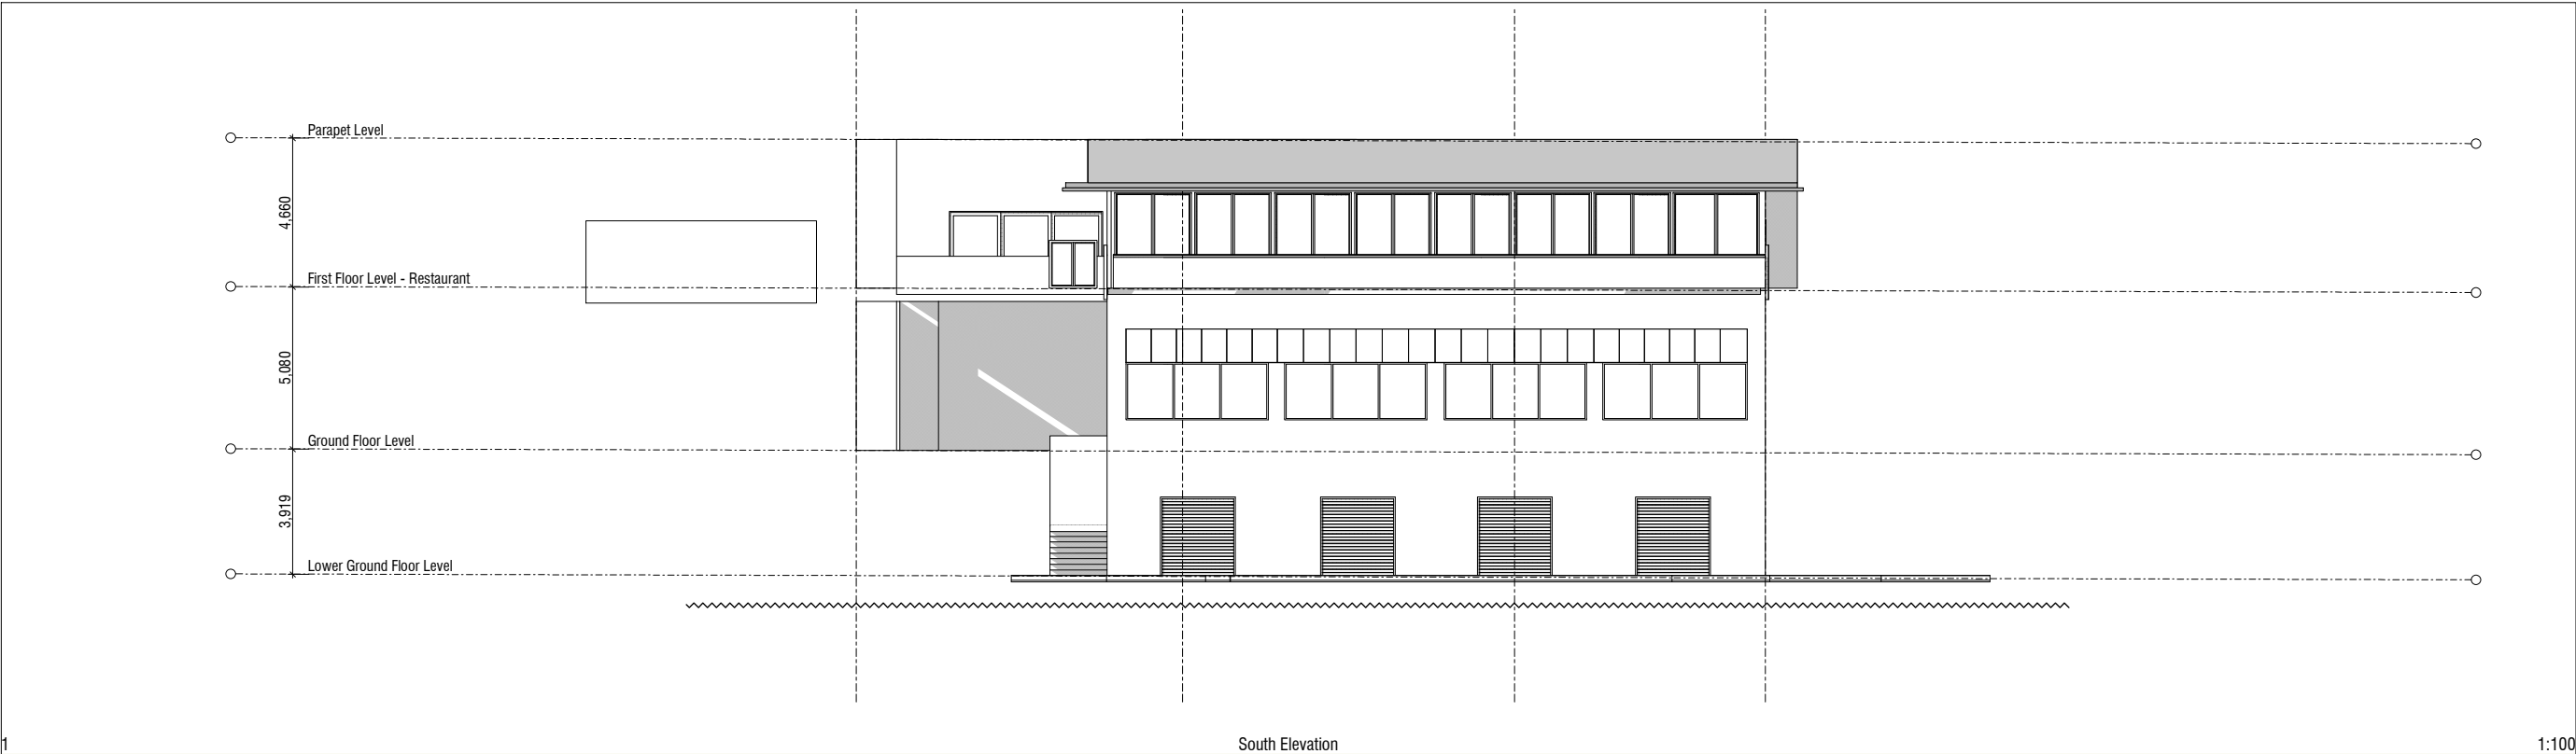 Parapet Level
4,660
First Floor Level - Restaurant
5,080
Ground Floor Level
3,919
Lower Ground Floor Level
1
South Elevation
1:100